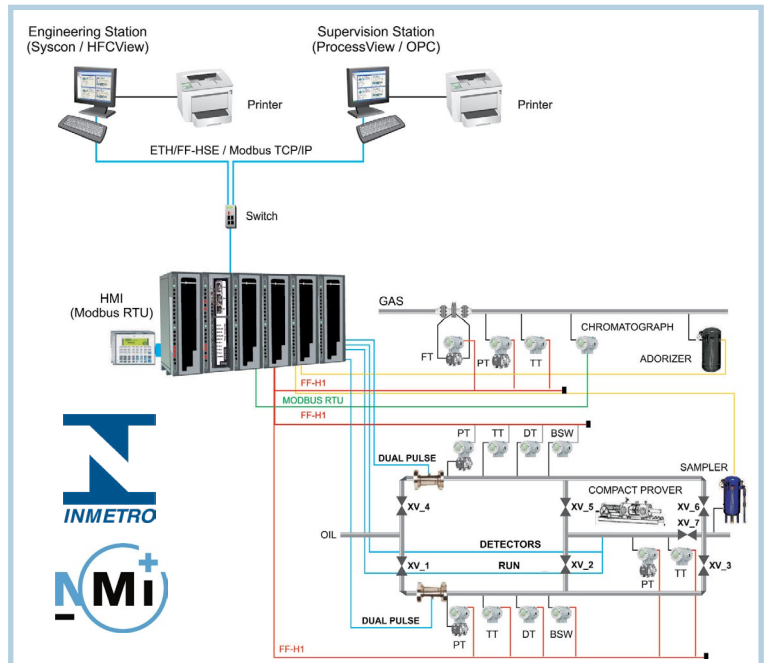 Engineering Station
(Syscon / HFCView)
Supervision Station
(ProcessView / OPC)
Printer
Printer
ETH/FF-HSE / Modbus TCP/IP
Switch
HMI
(Modbus RTU)
GAS
CHROMATOGRAPH
FT
PT
TT
ADORIZER
FF-H1
MODBUS RTU
FF-H1
PT
TT
DT
BSW
DUAL PULSE
SAMPLER
COMPACT PROVER
XV_4
XV_5
XV_6
XV_7
OIL
DETECTORS
XV_1
RUN
XV_2
XV_3
PT
TT
DUAL PULSE
PT
TT
DT
BSW
FF-H1
INMETRO
NMi